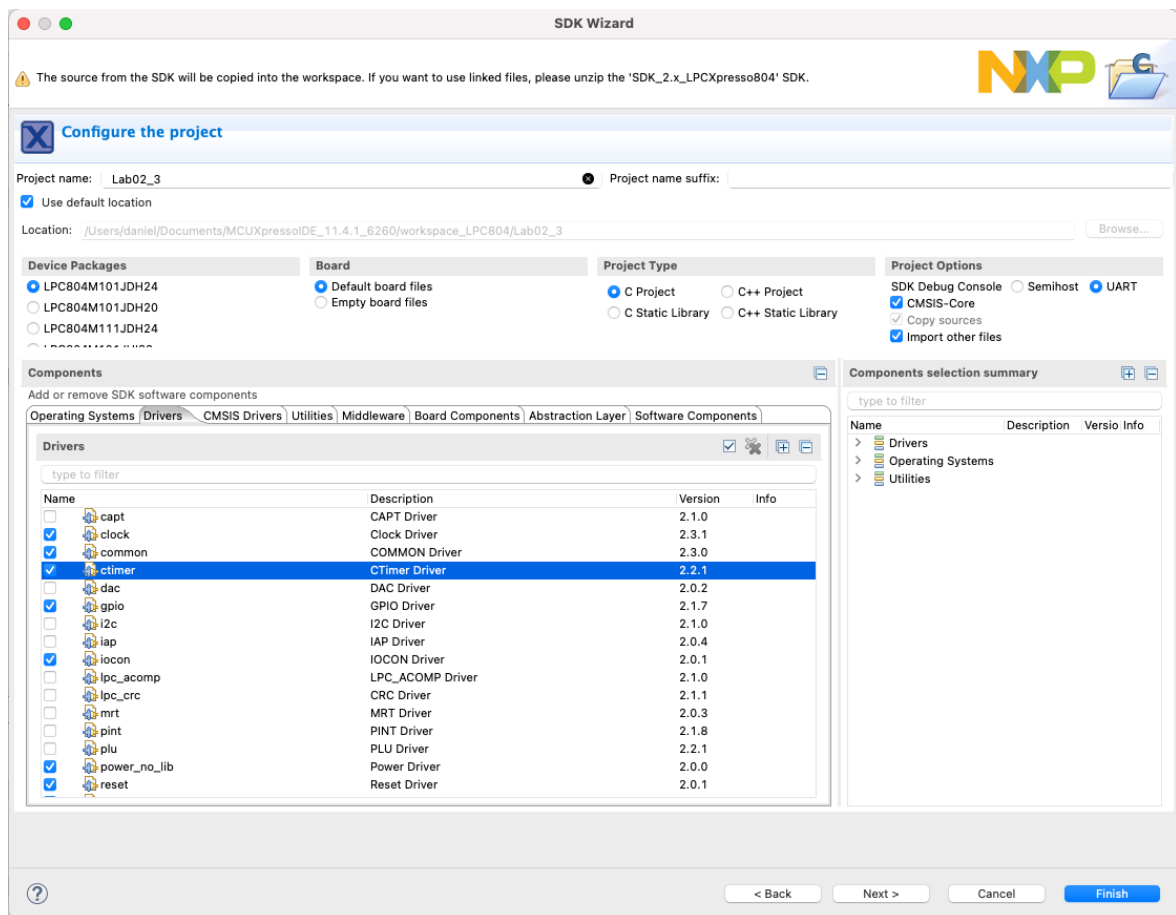 SDK Wizard
The source from the SDK will be copied into the workspace. If you want to use linked files, please unzip the 'SDK_2.x_LPCXpresso804' SDK.
NXP
C
X
Configure the project
Project name: Lab02_3
Project name suffix:
Use default location
Location: /Users/daniel/Documents/MCUXpressoIDE_11.4.1_6260/workspace_LPC804/Lab02_3
Browse...
Device Packages
LPC804M101JDH24
LPC804M101JDH20
LPC804M111JDH24
Board
Default board files
Empty board files
Project Type
C Project
C++ Project
C Static Library
C++ Static Library
Project Options
SDK Debug Console Semihost UART
CMSIS-Core
Copy sources
Import other files
Components
Add or remove SDK software components
Operating Systems Drivers CMSIS Drivers Utilities Middleware Board Components Abstraction Layer Software Components
Drivers
type to filter
Name Description Version Info
capt CAPT Driver 2.1.0
clock Clock Driver 2.3.1
common COMMON Driver 2.3.0
ctimer CTimer Driver 2.2.1
dac DAC Driver 2.0.2
gpio GPIO Driver 2.1.7
i2c I2C Driver 2.1.0
iap IAP Driver 2.0.4
iocon IOCON Driver 2.0.1
lpc_acomp LPC_ACOMP Driver 2.1.0
lpc_crc CRC Driver 2.1.1
mrt MRT Driver 2.0.3
pint PINT Driver 2.1.8
plu PLU Driver 2.2.1
power_no_lib Power Driver 2.0.0
reset Reset Driver 2.0.1
Components selection summary
type to filter
Name Description Versio Info
Drivers
Operating Systems
Utilities
?
< Back
Next >
Cancel
Finish